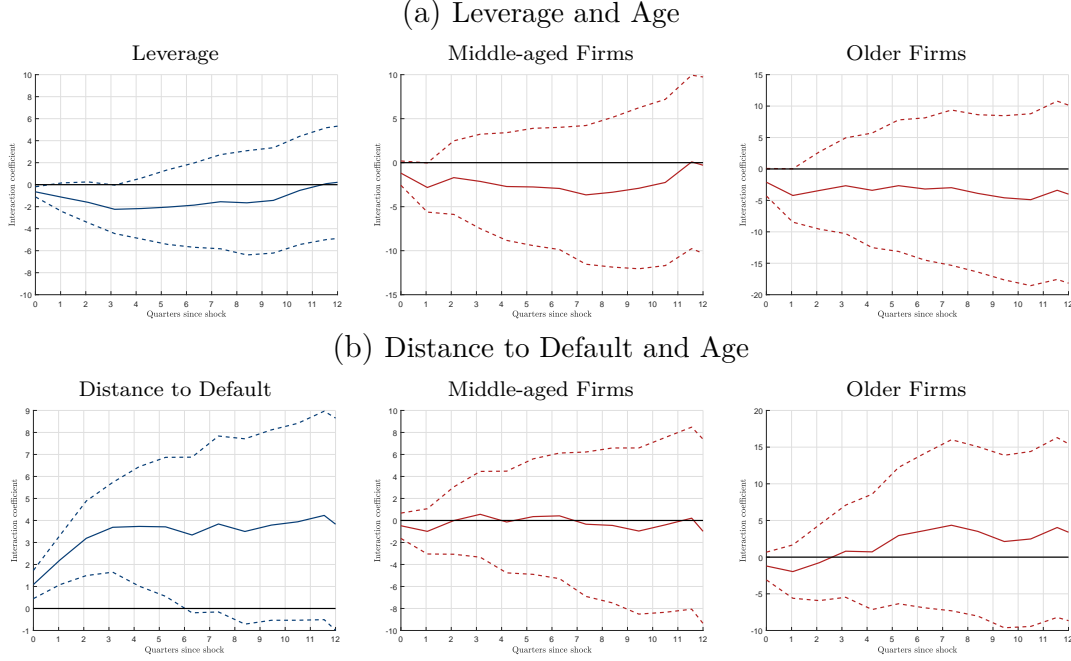 (a) Leverage and Age
Leverage
Middle-aged Firms
Older Firms
Interaction coefficient
10
8
6
4
2
0
-2
-4
-6
-8
-10
0 1 2 3 4 5 6 7 8 9 10 11 12
Quarters since shock
Interaction coefficient
10
5
0
-5
-10
-15
0 1 2 3 4 5 6 7 8 9 10 11 12
Quarters since shock
Interaction coefficient
15
10
5
0
-5
-10
-15
-20
0 1 2 3 4 5 6 7 8 9 10 11 12
Quarters since shock
(b) Distance to Default and Age
Distance to Default
Middle-aged Firms
Older Firms
Interaction coefficient
9
8
7
6
5
4
3
2
1
0
-1
0 1 2 3 4 5 6 7 8 9 10 11 12
Quarters since shock
Interaction coefficient
10
8
6
4
2
0
-2
-4
-6
-8
-10
0 1 2 3 4 5 6 7 8 9 10 11 12
Quarters since shock
Interaction coefficient
20
15
10
5
0
-5
-10
0 1 2 3 4 5 6 7 8 9 10 11 12
Quarters since shock